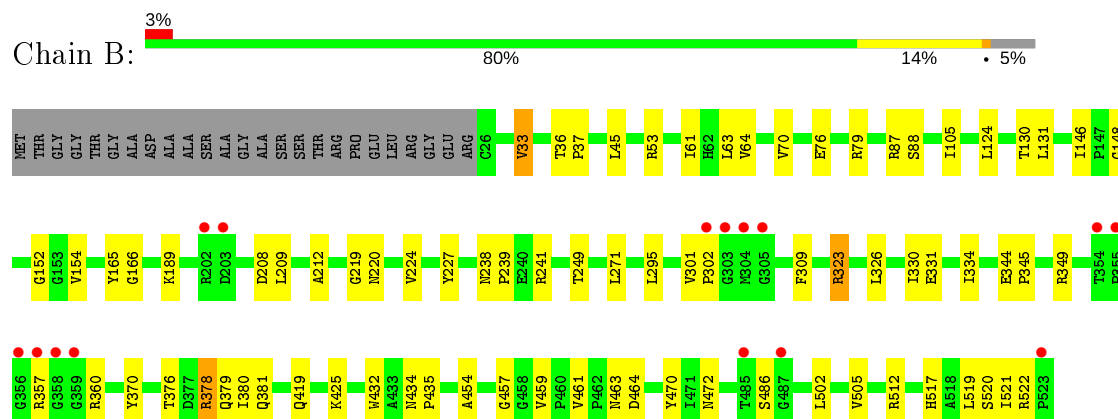 3%
Chain B:
80% 14% • 5%
MET THR GLY GLY THR GLY ALA ASP ALA ALA SER ALA GLY ALA SER SER THR ARG PRO GLU LEU ARG GLY GLU ARG C26 V33 T36 P37 L45 R53 I61 H62 L63 V64 V70 E76 R79 R87 S88 I105 L124 T130 L131 I146 P147 G148
G152 G153 V154 Y165 G166 K189 R202 D203 D208 L209 A212 G219 N220 V224 Y227 N238 P239 E240 R241 T249 L271 L295 V301 P302 G303 M304 G305 F309 R323 L326 I330 E331 I334 E344 P345 R349 T354 P355
G356 R357 G358 G359 R360 Y370 T376 D377 R378 Q379 I380 Q381 Q419 K425 W432 A433 N434 P435 A454 G457 G458 V459 P460 V461 P462 N463 D464 Y470 I471 N472 T485 S486 G487 L502 V505 R512 H517 A518 L519 S520 I521 R522 P523